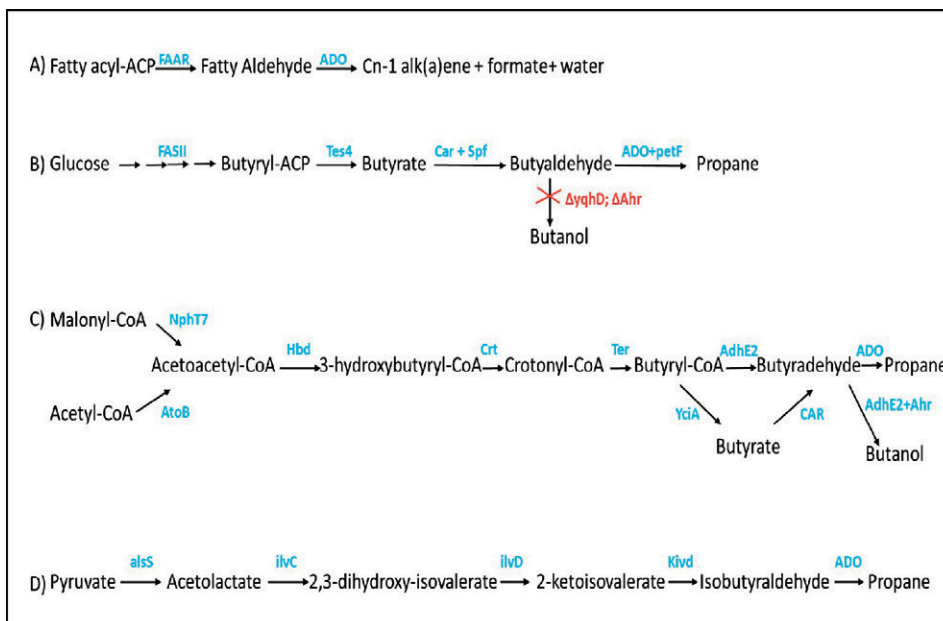 FAAR ADO
A) Fatty acyl-ACP Fatty Aldehyde Cn-1 alk(a)ene + formate+ water
FASII Tes4 Car + Spf ADO+petF
B) Glucose Butyryl-ACP Butyrate Butyaldehyde Propane
ΔyqhD; ΔAhr
Butanol
C) Malonyl-CoA NphT7
Hbd Crt Ter AdhE2 ADO
Acetoacetyl-CoA 3-hydroxybutyryl-CoA Crotonyl-CoA Butyryl-CoA Butyradehyde Propane
Acetyl-CoA AtoB YciA CAR AdhE2+Ahr
Butyrate Butanol
alsS ilvC ilvD Kivd ADO
D) Pyruvate Acetolactate 2,3-dihydroxy-isovalerate 2-ketoisovalerate Isobutyraldehyde Propane